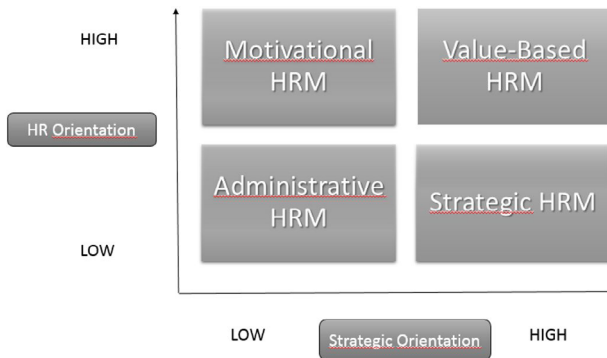 HIGH
Motivational
HRM
Value-Based
HRM
HR Orientation
Administrative
HRM
Strategic HRM
LOW
LOW
Strategic Orientation
HIGH